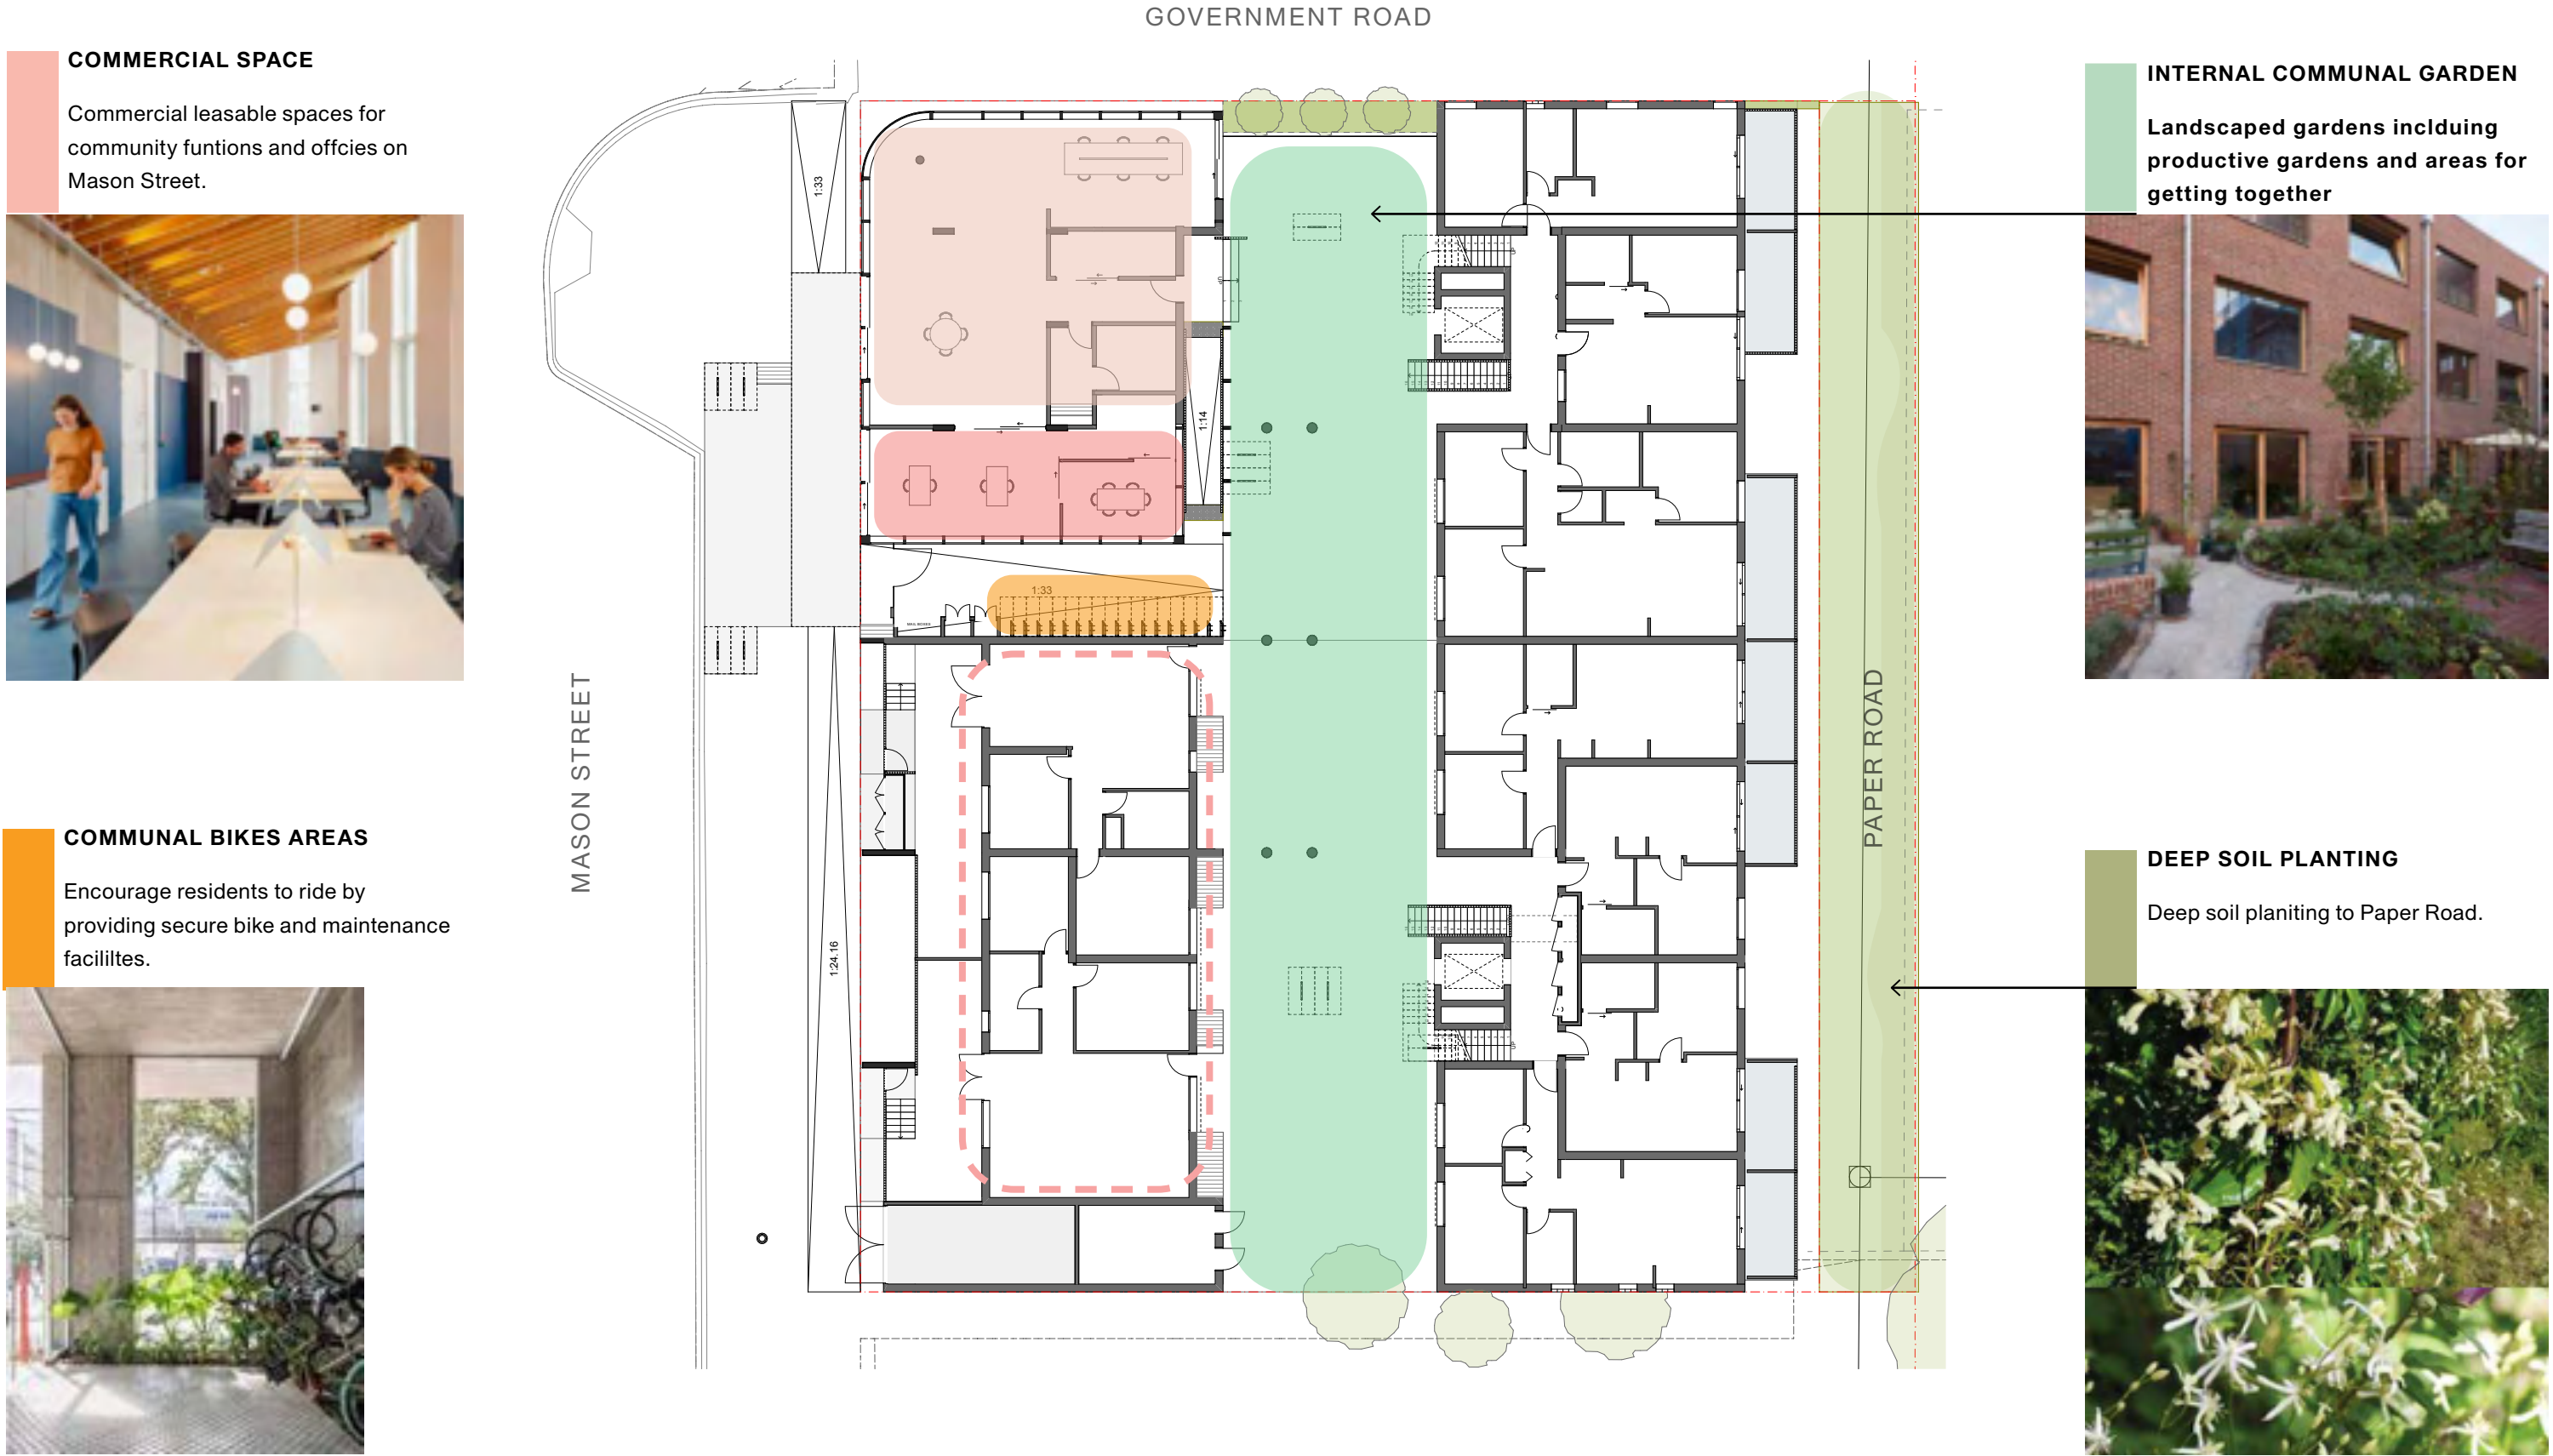 GOVERNMENT ROAD
COMMERCIAL SPACE
Commercial leasable spaces for
community funtions and offcies on
Mason Street.
INTERNAL COMMUNAL GARDEN
Landscaped gardens inclduing
productive gardens and areas for
getting together
1:33
1:14
1:33
MAIL BOXES
MASON STREET
PAPER ROAD
1:24.16
COMMUNAL BIKES AREAS
Encourage residents to ride by
providing secure bike and maintenance
facililtes.
DEEP SOIL PLANTING
Deep soil planiting to Paper Road.